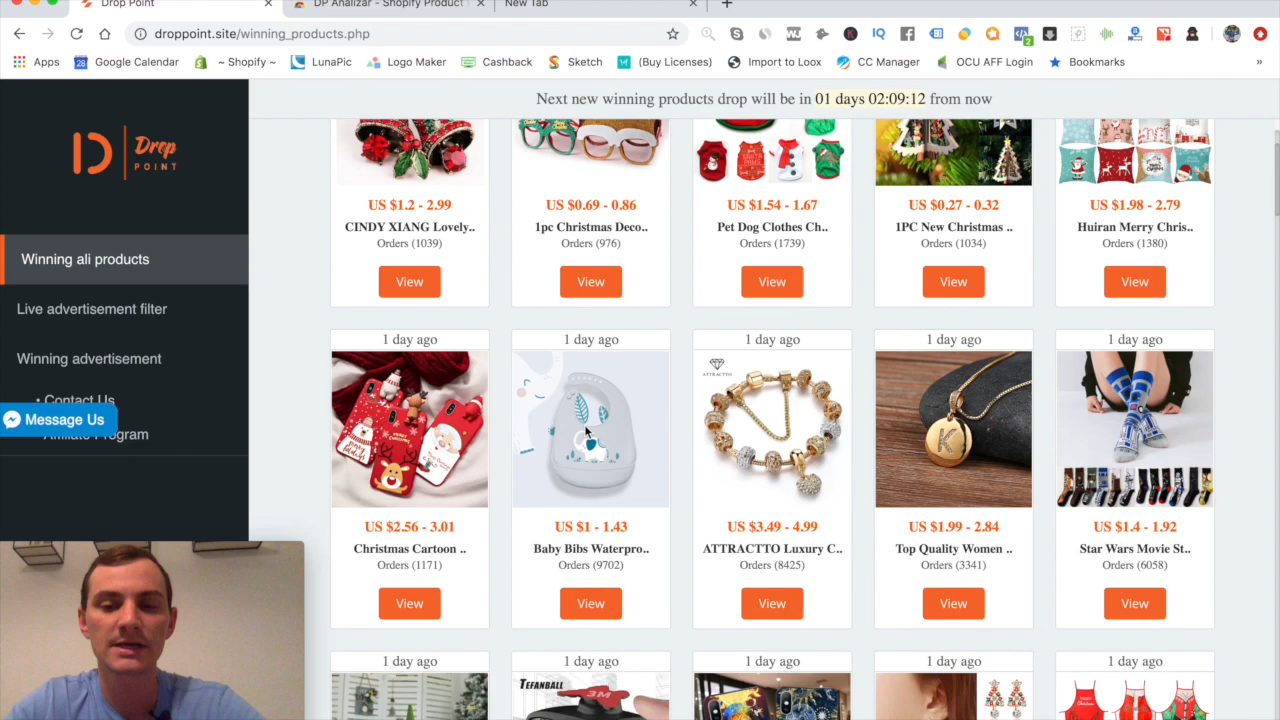 Drop Point
DP Analizar - Shopify Product
New Tab
droppoint.site/winning_products.php
Apps
Google Calendar
~ Shopify ~
LunaPic
Logo Maker
Cashback
Sketch
(Buy Licenses)
Import to Loox
CC Manager
OCU AFF Login
Bookmarks
»
Drop
POINT
Winning ali products
Live advertisement filter
Winning advertisement
• Contact Us
Affiliate Program
Message Us
Next new winning products drop will be in 01 days 02:09:12 from now
US $1.2 - 2.99
CINDY XIANG Lovely..
Orders (1039)
View
US $0.69 - 0.86
1pc Christmas Deco..
Orders (976)
View
US $1.54 - 1.67
Pet Dog Clothes Ch..
Orders (1739)
View
US $0.27 - 0.32
1PC New Christmas ..
Orders (1034)
View
US $1.98 - 2.79
Huiran Merry Chris..
Orders (1380)
View
1 day ago
US $2.56 - 3.01
Christmas Cartoon ..
Orders (1171)
View
1 day ago
US $1 - 1.43
Baby Bibs Waterpro..
Orders (9702)
View
1 day ago
ATTRACTTO
US $3.49 - 4.99
ATTRACTTO Luxury C..
Orders (8425)
View
1 day ago
K
US $1.99 - 2.84
Top Quality Women ..
Orders (3341)
View
1 day ago
US $1.4 - 1.92
Star Wars Movie St..
Orders (6058)
View
1 day ago
1 day ago
TEFANBALL
3M
1 day ago
1 day ago
1 day ago